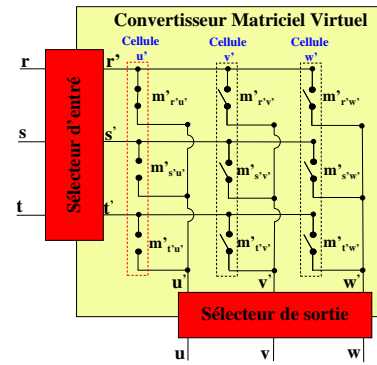 Convertisseur Matriciel Virtuel
Cellule u'
Cellule v'
Cellule w'
r
r'
m'r'u'
m'r'v'
m'r'w'
Sélecteur d'entré
s
s'
m's'u'
m's'v'
m's'w'
t
t'
m't'u'
m't'v'
m't'w'
u'
v'
w'
Sélecteur de sortie
u
v
w